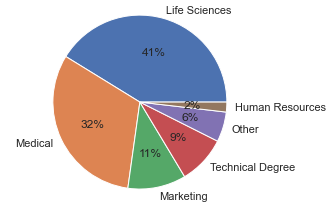 Life Sciences
41%
2%
Human Resources
6%
Other
32%
9%
Medical
11%
Technical Degree
Marketing